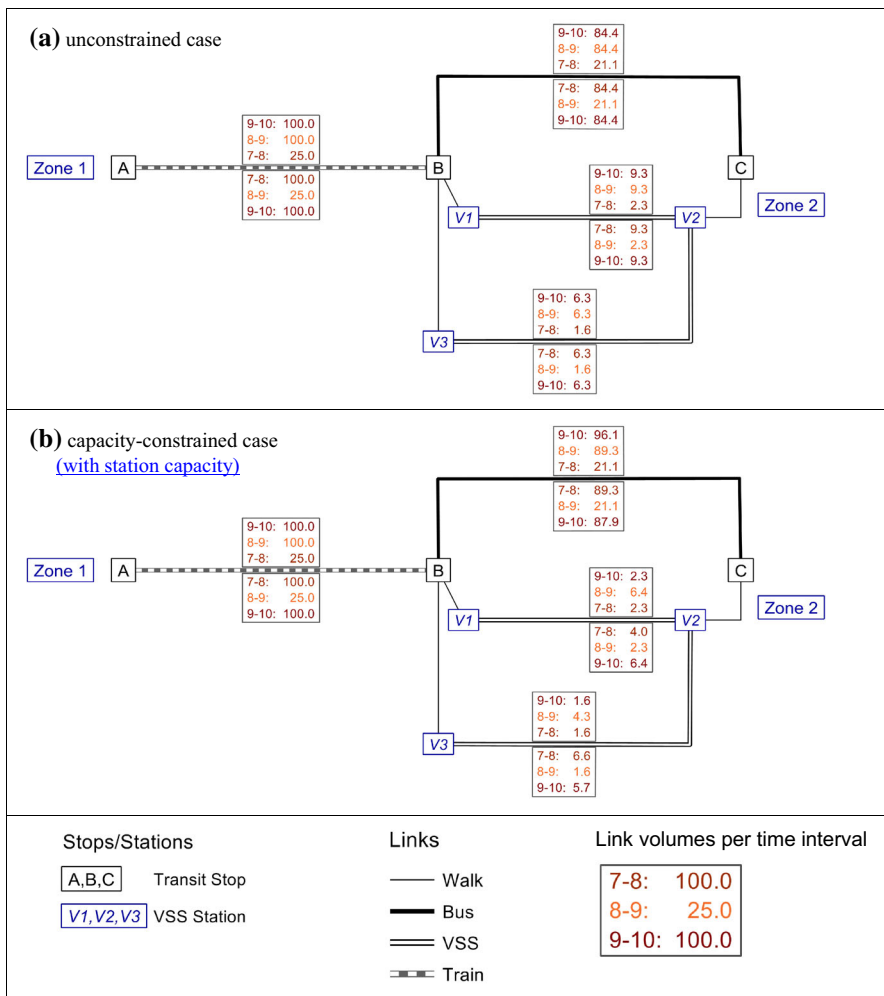 (a) unconstrained case
9-10: 84.4
8-9: 84.4
7-8: 21.1
7-8: 84.4
8-9: 21.1
9-10: 84.4
9-10: 100.0
8-9: 100.0
7-8: 25.0
Zone 1
A
B
C
7-8: 100.0
8-9: 25.0
9-10: 100.0
9-10: 9.3
8-9: 9.3
7-8: 2.3
V1
V2
Zone 2
7-8: 9.3
8-9: 2.3
9-10: 9.3
9-10: 6.3
8-9: 6.3
7-8: 1.6
V3
7-8: 6.3
8-9: 1.6
9-10: 6.3
(b) capacity-constrained case
(with station capacity)
9-10: 96.1
8-9: 89.3
7-8: 21.1
7-8: 89.3
8-9: 21.1
9-10: 87.9
9-10: 100.0
8-9: 100.0
7-8: 25.0
Zone 1
A
B
C
7-8: 100.0
8-9: 25.0
9-10: 100.0
9-10: 2.3
8-9: 6.4
7-8: 2.3
V1
V2
Zone 2
7-8: 4.0
8-9: 2.3
9-10: 6.4
9-10: 1.6
8-9: 4.3
7-8: 1.6
V3
7-8: 6.6
8-9: 1.6
9-10: 5.7
Stops/Stations
A,B,C Transit Stop
V1,V2,V3 VSS Station
Links
Walk
Bus
VSS
Train
Link volumes per time interval
7-8: 100.0
8-9: 25.0
9-10: 100.0